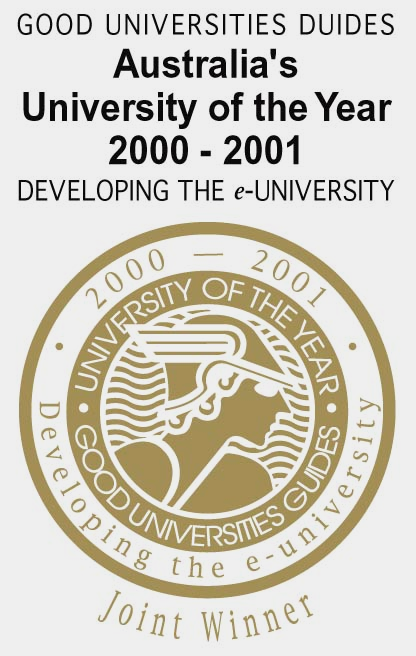 GOOD UNIVERSITIES DUIDES
Australia's
University of the Year
2000 - 2001
DEVELOPING THE e-UNIVERSITY
2000 — 2001
UNIVERSITY OF THE YEAR
GOOD UNIVERSITIES GUIDES
Developing the e-university
Joint Winner